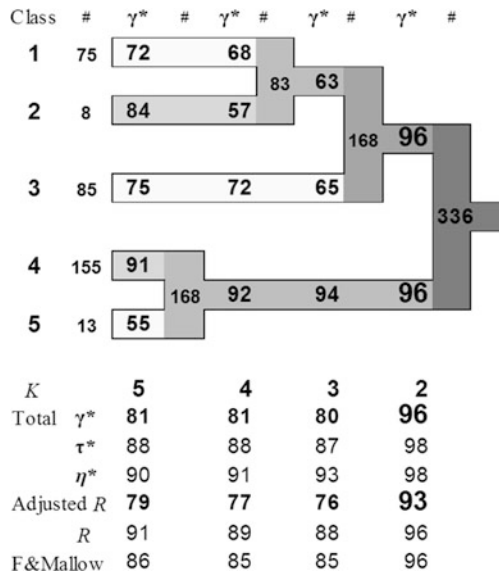 Class # γ* # γ* # γ* γ* #
1 75 72 68
83 63
2 8 84 57
168 96
3 85 75 72 65
336
4 155 91
168 92 94 96
5 13 55
K 5 4 3 2
Total γ* 81 81 80 96
τ* 88 88 87 98
η* 90 91 93 98
Adjusted R 79 77 76 93
R 91 89 88 96
F&Mallow 86 85 85 96